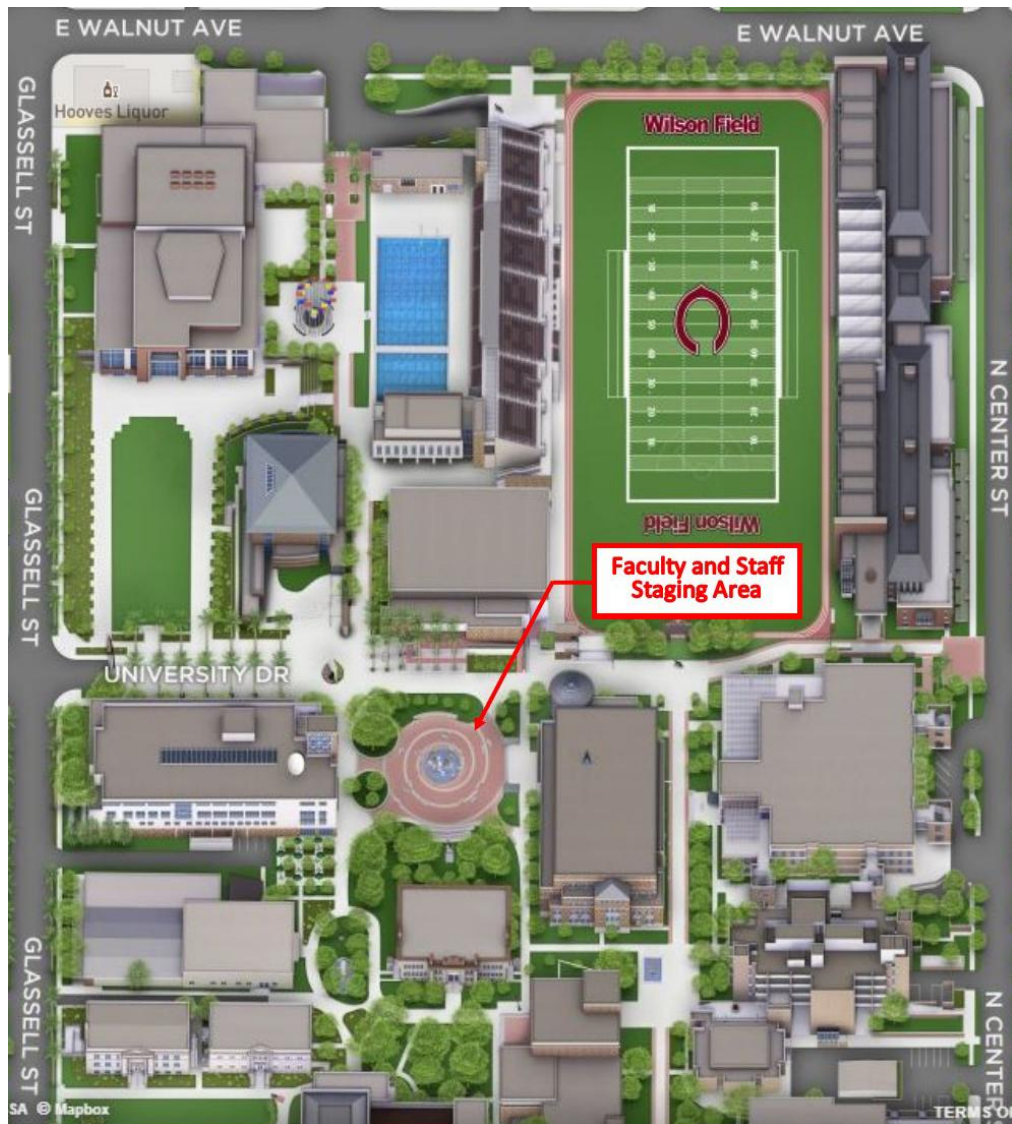 E WALNUT AVE
E WALNUT AVE
GLASSELL ST
Hooves Liquor
Wilson Field
N CENTER ST
GLASSELL ST
Wilson Field
Faculty and Staff
Staging Area
UNIVERSITY DR
GLASSELL ST
N CENTER
SA © Mapbox
TERMS O